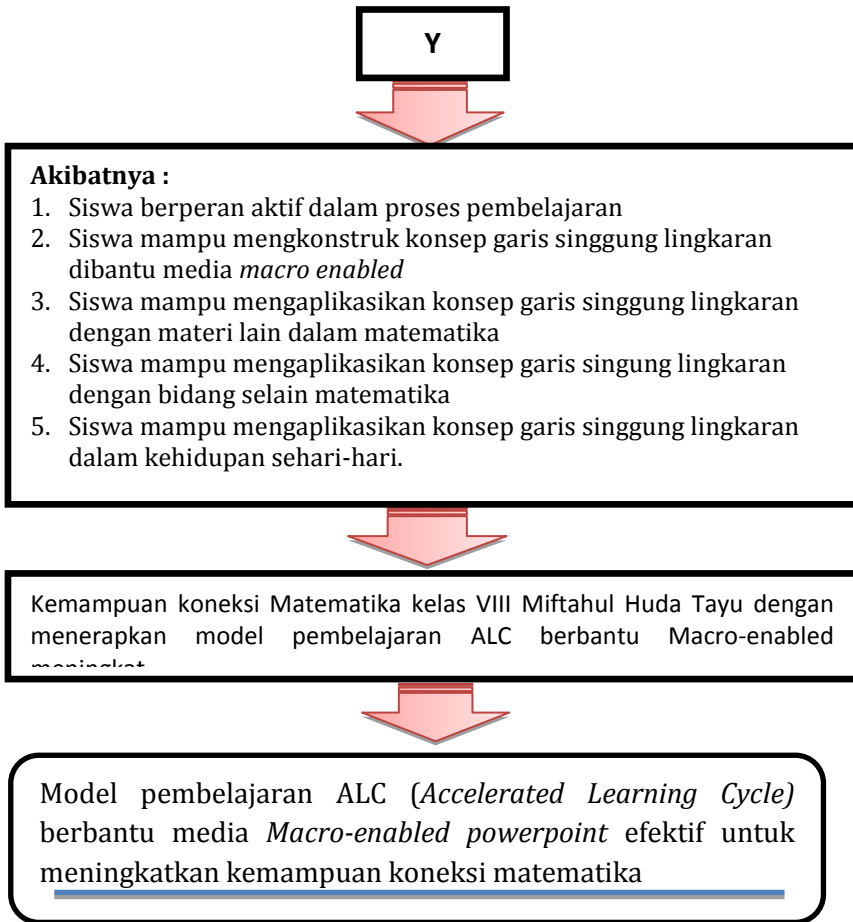 Y
Akibatnya :
1. Siswa berperan aktif dalam proses pembelajaran
2. Siswa mampu mengkonstruk konsep garis singgung lingkaran
dibantu media macro enabled
3. Siswa mampu mengaplikasikan konsep garis singgung lingkaran
dengan materi lain dalam matematika
4. Siswa mampu mengaplikasikan konsep garis singung lingkaran
dengan bidang selain matematika
5. Siswa mampu mengaplikasikan konsep garis singgung lingkaran
dalam kehidupan sehari-hari.
Kemampuan koneksi Matematika kelas VIII Miftahul Huda Tayu dengan
menerapkan model pembelajaran ALC berbantu Macro-enabled
meningkat
Model pembelajaran ALC (Accelerated Learning Cycle)
berbantu media Macro-enabled powerpoint efektif untuk
meningkatkan kemampuan koneksi matematika